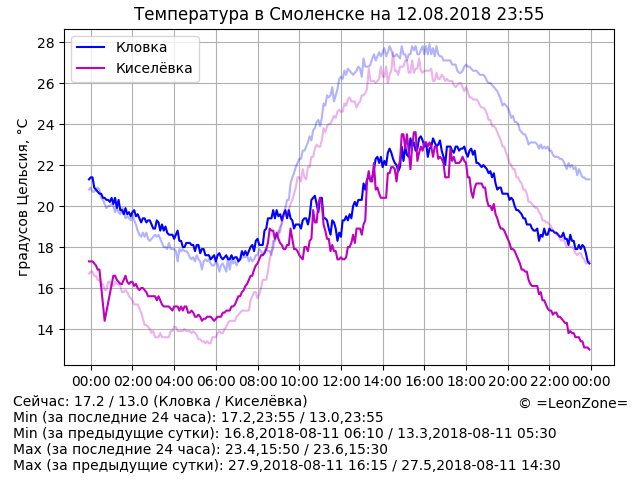 Температура в Смоленске на 12.08.2018 23:55
Кловка
Киселёвка
градусов Цельсия, °C
28
26
24
22
20
18
16
14
00:00 02:00 04:00 06:00 08:00 10:00 12:00 14:00 16:00 18:00 20:00 22:00 00:00
Сейчас: 17.2 / 13.0 (Кловка / Киселёвка)
© =LeonZone=
Min (за последние 24 часа): 17.2,23:55 / 13.0,23:55
Min (за предыдущие сутки): 16.8,2018-08-11 06:10 / 13.3,2018-08-11 05:30
Max (за последние 24 часа): 23.4,15:50 / 23.6,15:30
Max (за предыдущие сутки): 27.9,2018-08-11 16:15 / 27.5,2018-08-11 14:30